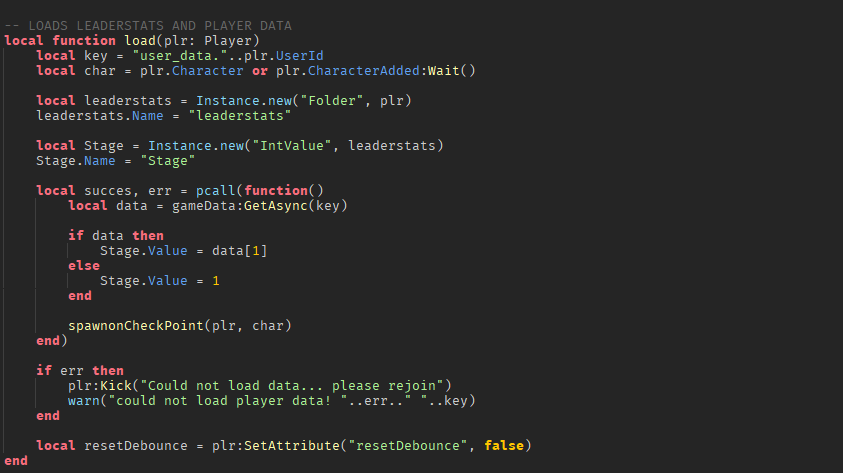 -- LOADS LEADERSTATS AND PLAYER DATA
local function load(plr: Player)
    local key = "user_data."..plr.UserId
    local char = plr.Character or plr.CharacterAdded:Wait()

    local leaderstats = Instance.new("Folder", plr)
    leaderstats.Name = "leaderstats"

    local Stage = Instance.new("IntValue", leaderstats)
    Stage.Name = "Stage"

    local succes, err = pcall(function()
        local data = gameData:GetAsync(key)

        if data then
            Stage.Value = data[1]
        else
            Stage.Value = 1
        end

        spawnonCheckPoint(plr, char)
    end)

    if err then
        plr:Kick("Could not load data... please rejoin")
        warn("could not load player data! "..err.." "..key)
    end

    local resetDebounce = plr:SetAttribute("resetDebounce", false)
end